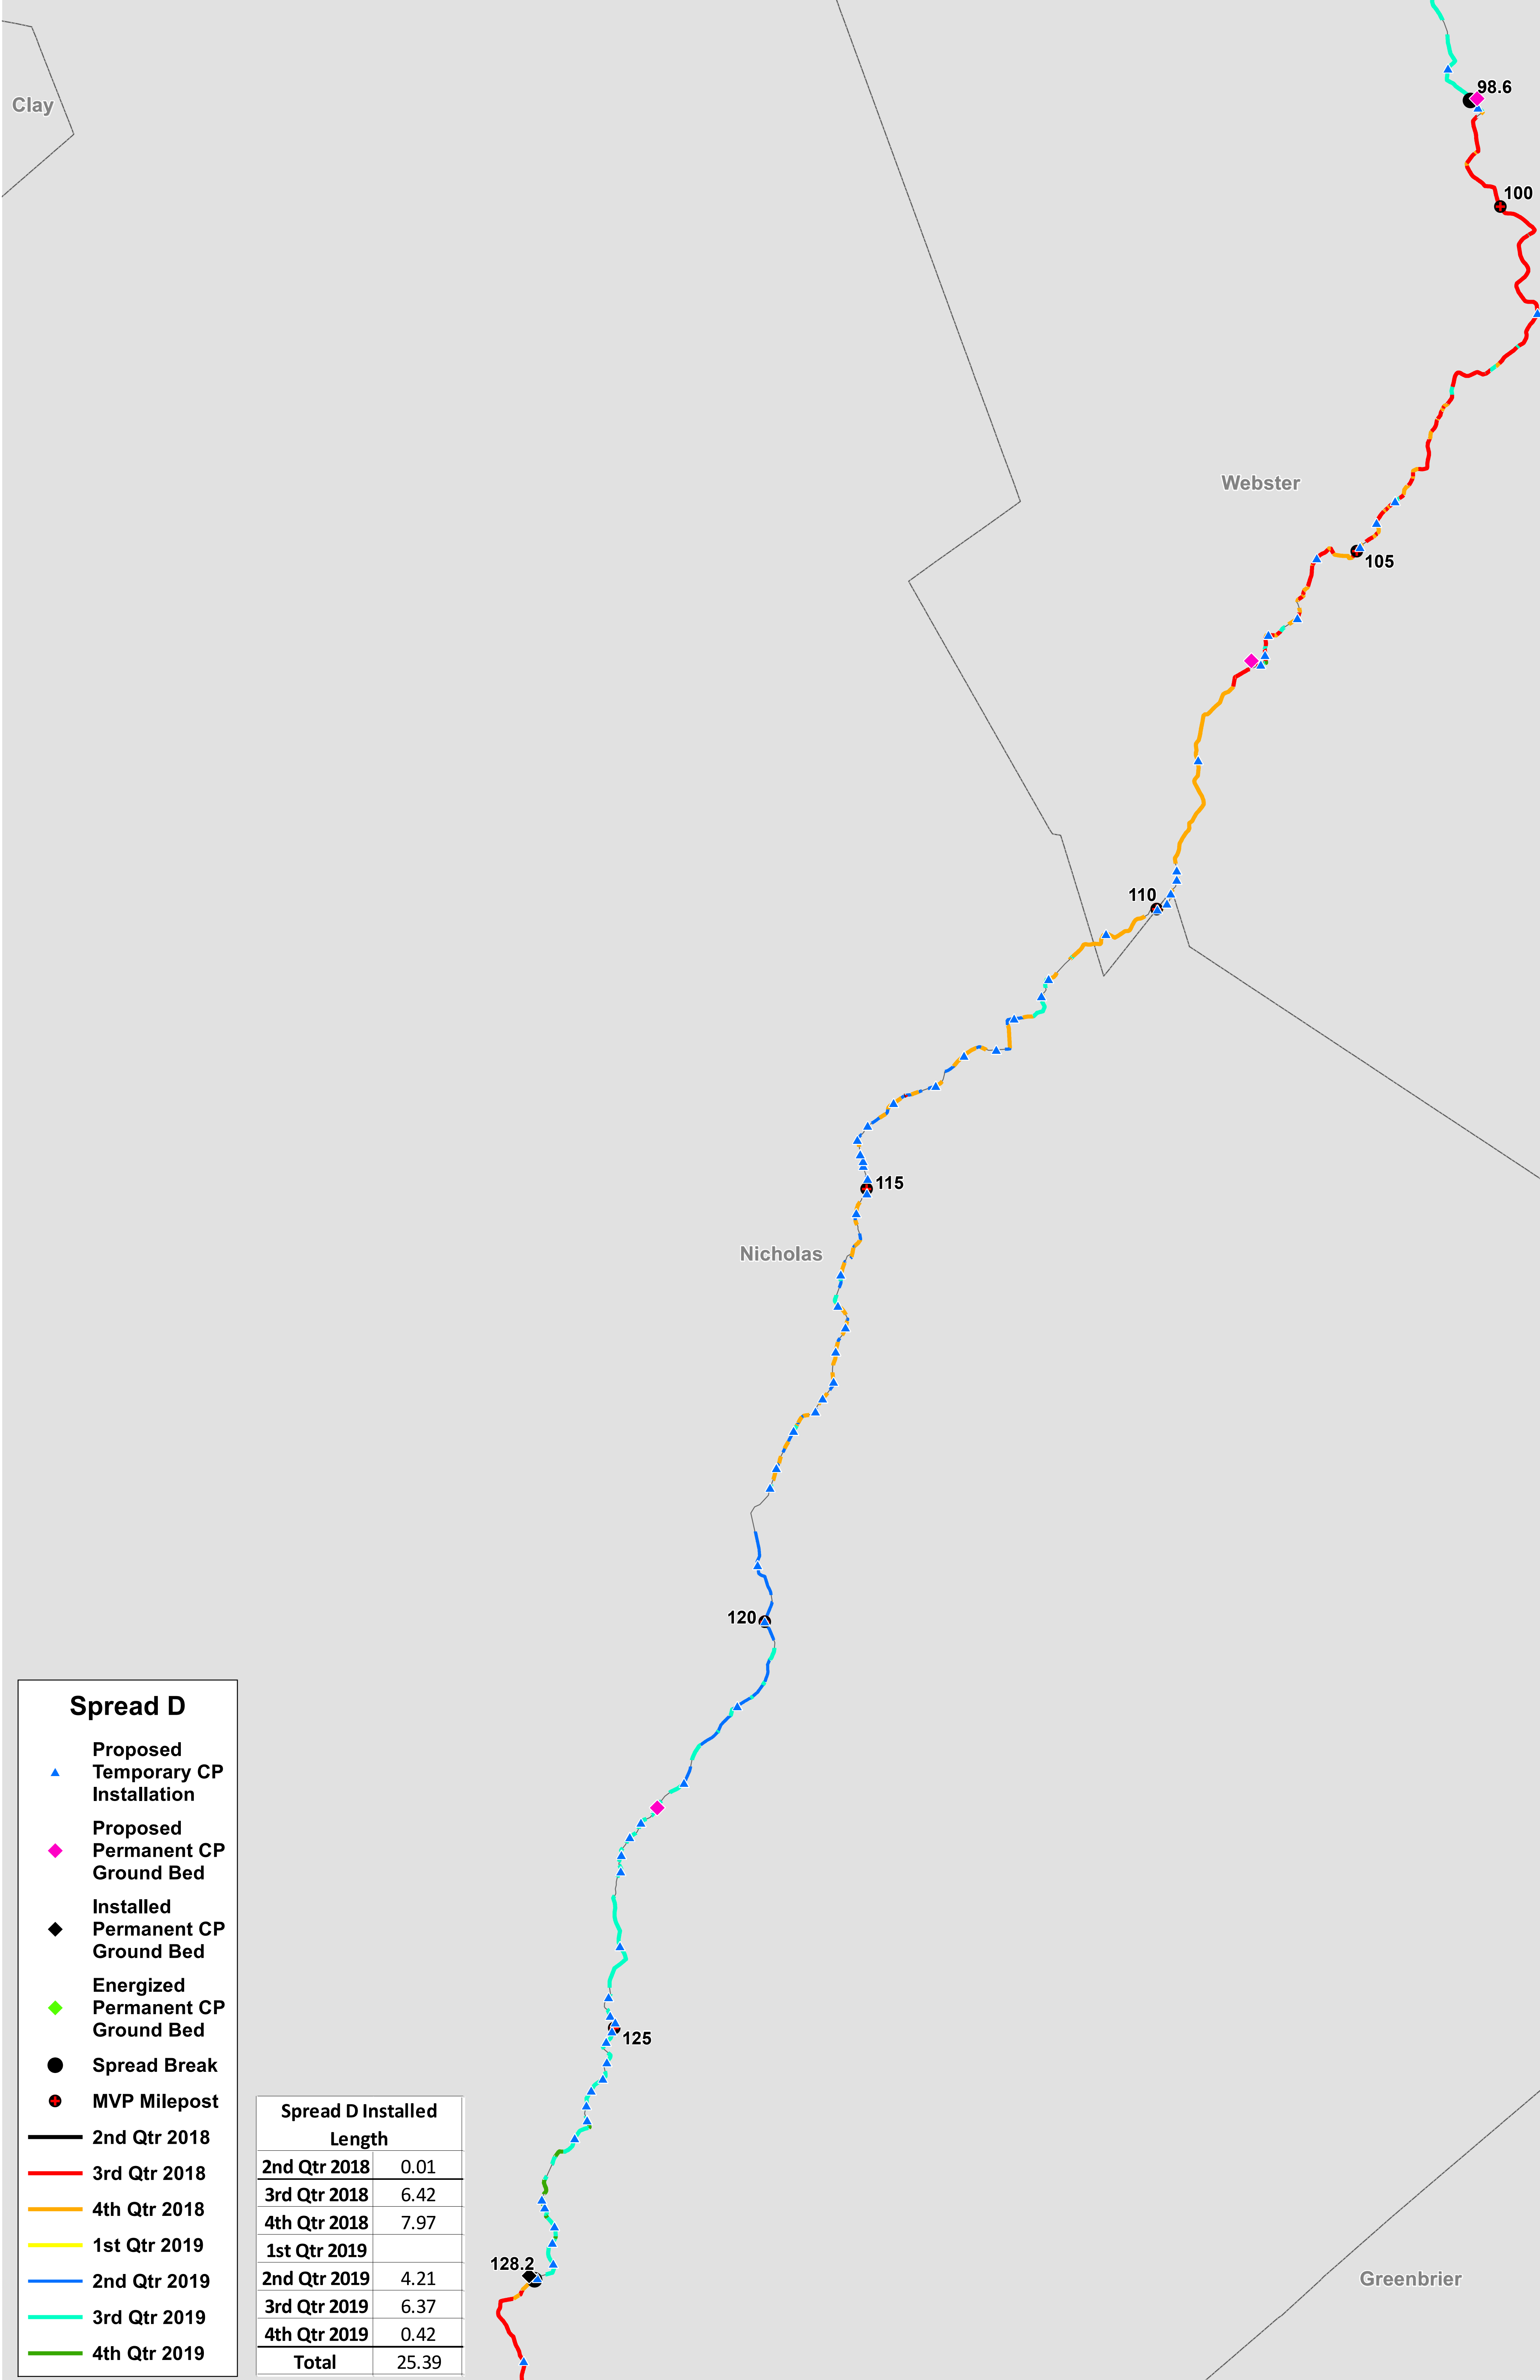 Clay
98.6
100
Webster
105
110
115
Nicholas
120
125
128.2
Greenbrier
Spread D
Proposed
Temporary CP
Installation
Proposed
Permanent CP
Ground Bed
Installed
Permanent CP
Ground Bed
Energized
Permanent CP
Ground Bed
Spread Break
MVP Milepost
2nd Qtr 2018
3rd Qtr 2018
4th Qtr 2018
1st Qtr 2019
2nd Qtr 2019
3rd Qtr 2019
4th Qtr 2019
Spread D Installed
Length
2nd Qtr 2018 0.01
3rd Qtr 2018 6.42
4th Qtr 2018 7.97
1st Qtr 2019
2nd Qtr 2019 4.21
3rd Qtr 2019 6.37
4th Qtr 2019 0.42
Total 25.39